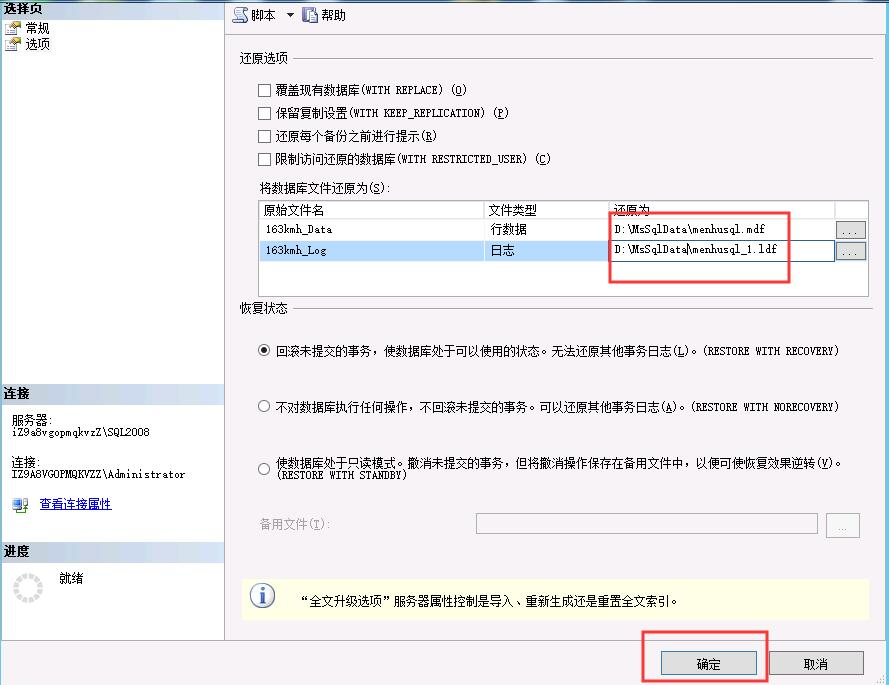 选择页
常规
选项
脚本 帮助
还原选项
覆盖现有数据库(WITH REPLACE) (O)
保留复制设置(WITH KEEP_REPLICATION) (P)
还原每个备份之前进行提示(R)
限制访问还原的数据库(WITH RESTRICTED_USER) (C)
将数据库文件还原为(S):
原始文件名 文件类型 还原为
163kmh_Data 行数据 D:\MsSqlData\menhusql.mdf ...
163kmh_Log 日志 D:\MsSqlData\menhusql_1.ldf ...
恢复状态
回滚未提交的事务，使数据库处于可以使用的状态。无法还原其他事务日志(L)。(RESTORE WITH RECOVERY)
不对数据库执行任何操作，不回滚未提交的事务。可以还原其他事务日志(A)。(RESTORE WITH NORECOVERY)
使数据库处于只读模式。撤消未提交的事务，但将撤消操作保存在备用文件中，以便可使恢复效果逆转(V)。
(RESTORE WITH STANDBY)
备用文件(I): ...
“全文升级选项”服务器属性控制是导入、重新生成还是重置全文索引。
连接
服务器:
iZ9a8vgopmqkvzZ\SQL2008
连接:
IZ9A8VGOPMQKVZZ\Administrator
查看连接属性
进度
就绪
确定 取消